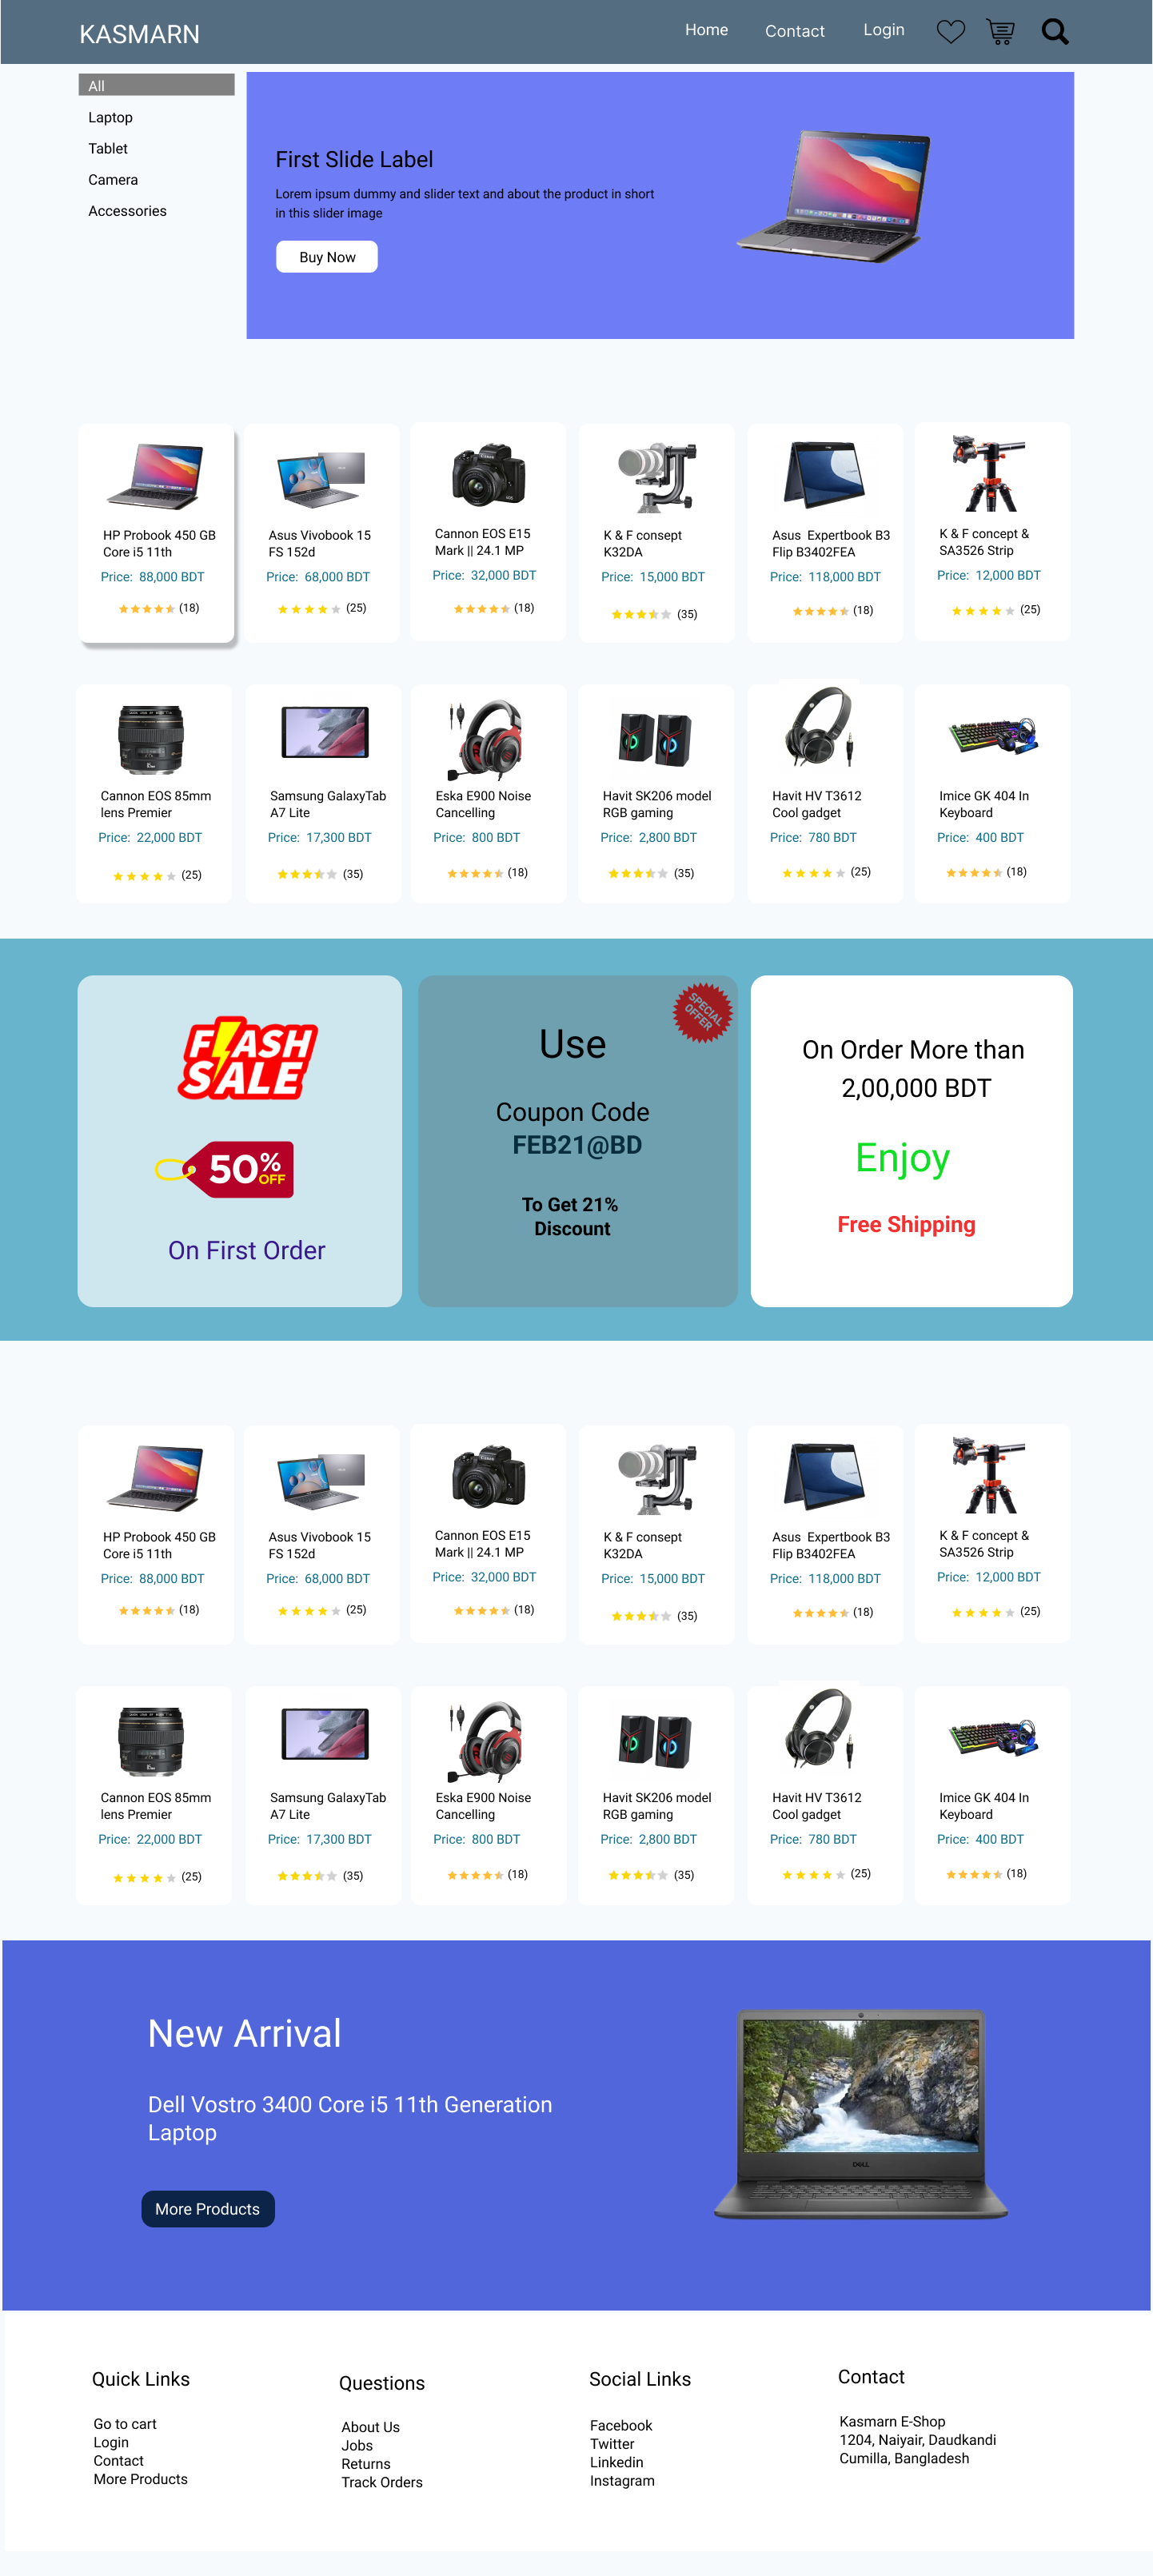 KASMARN
Home
Contact
Login
All
Laptop
Tablet
Camera
Accessories
First Slide Label
Lorem ipsum dummy and slider text and about the product in short
in this slider image
Buy Now
HP Probook 450 GB
Core i5 11th
Price: 88,000 BDT
(18)
Asus Vivobook 15
FS 152d
Price: 68,000 BDT
(25)
Cannon EOS E15
Mark || 24.1 MP
Price: 32,000 BDT
(18)
K & F consept
K32DA
Price: 15,000 BDT
(35)
Asus Expertbook B3
Flip B3402FEA
Price: 118,000 BDT
(18)
K & F concept &
SA3526 Strip
Price: 12,000 BDT
(25)
Cannon EOS 85mm
lens Premier
Price: 22,000 BDT
(25)
Samsung GalaxyTab
A7 Lite
Price: 17,300 BDT
(35)
Eska E900 Noise
Cancelling
Price: 800 BDT
(18)
Havit SK206 model
RGB gaming
Price: 2,800 BDT
(35)
Havit HV T3612
Cool gadget
Price: 780 BDT
(25)
Imice GK 404 In
Keyboard
Price: 400 BDT
(18)
FLASH
SALE
50% OFF
On First Order
SPECIAL
OFFER
Use
Coupon Code
FEB21@BD
To Get 21%
Discount
On Order More than
2,00,000 BDT
Enjoy
Free Shipping
HP Probook 450 GB
Core i5 11th
Price: 88,000 BDT
(18)
Asus Vivobook 15
FS 152d
Price: 68,000 BDT
(25)
Cannon EOS E15
Mark || 24.1 MP
Price: 32,000 BDT
(18)
K & F consept
K32DA
Price: 15,000 BDT
(35)
Asus Expertbook B3
Flip B3402FEA
Price: 118,000 BDT
(18)
K & F concept &
SA3526 Strip
Price: 12,000 BDT
(25)
Cannon EOS 85mm
lens Premier
Price: 22,000 BDT
(25)
Samsung GalaxyTab
A7 Lite
Price: 17,300 BDT
(35)
Eska E900 Noise
Cancelling
Price: 800 BDT
(18)
Havit SK206 model
RGB gaming
Price: 2,800 BDT
(35)
Havit HV T3612
Cool gadget
Price: 780 BDT
(25)
Imice GK 404 In
Keyboard
Price: 400 BDT
(18)
New Arrival
Dell Vostro 3400 Core i5 11th Generation
Laptop
More Products
DELL
Quick Links
Go to cart
Login
Contact
More Products
Questions
About Us
Jobs
Returns
Track Orders
Social Links
Facebook
Twitter
Linkedin
Instagram
Contact
Kasmarn E-Shop
1204, Naiyair, Daudkandi
Cumilla, Bangladesh